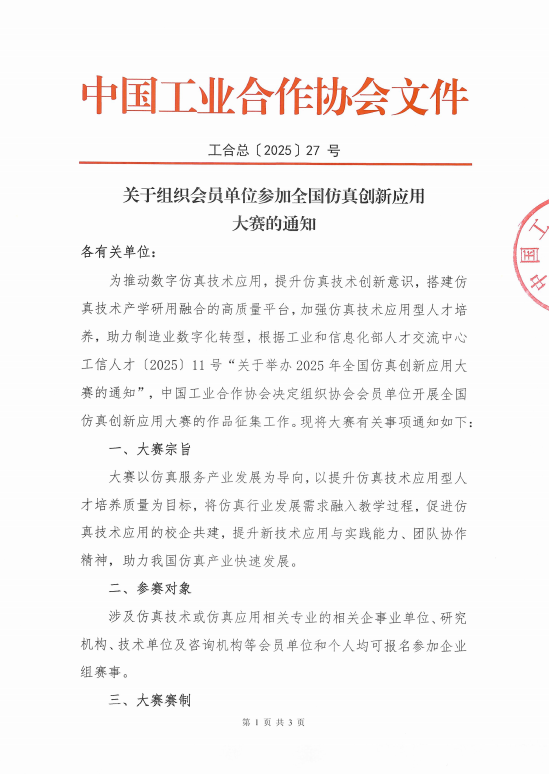 中国工业合作协会文件
工合总〔2025〕27 号
关于组织会员单位参加全国仿真创新应用
大赛的通知
各有关单位：
为推动数字仿真技术应用，提升仿真技术创新意识，搭建仿
真技术产学研用融合的高质量平台，加强仿真技术应用型人才培
养，助力制造业数字化转型，根据工业和信息化部人才交流中心
工信人才〔2025〕11 号“关于举办 2025 年全国仿真创新应用大
赛的通知”，中国工业合作协会决定组织协会会员单位开展全国
仿真创新应用大赛的作品征集工作。现将大赛有关事项通知如下：
一、大赛宗旨
大赛以仿真服务产业发展为导向，以提升仿真技术应用型人
才培养质量为目标，将仿真行业发展需求融入教学过程，促进仿
真技术应用的校企共建，提升新技术应用与实践能力、团队协作
精神，助力我国仿真产业快速发展。
二、参赛对象
涉及仿真技术或仿真应用相关专业的相关企事业单位、研究
机构、技术单位及咨询机构等会员单位和个人均可报名参加企业
组赛事。
三、大赛赛制
第 1 页 共 3 页
中国工